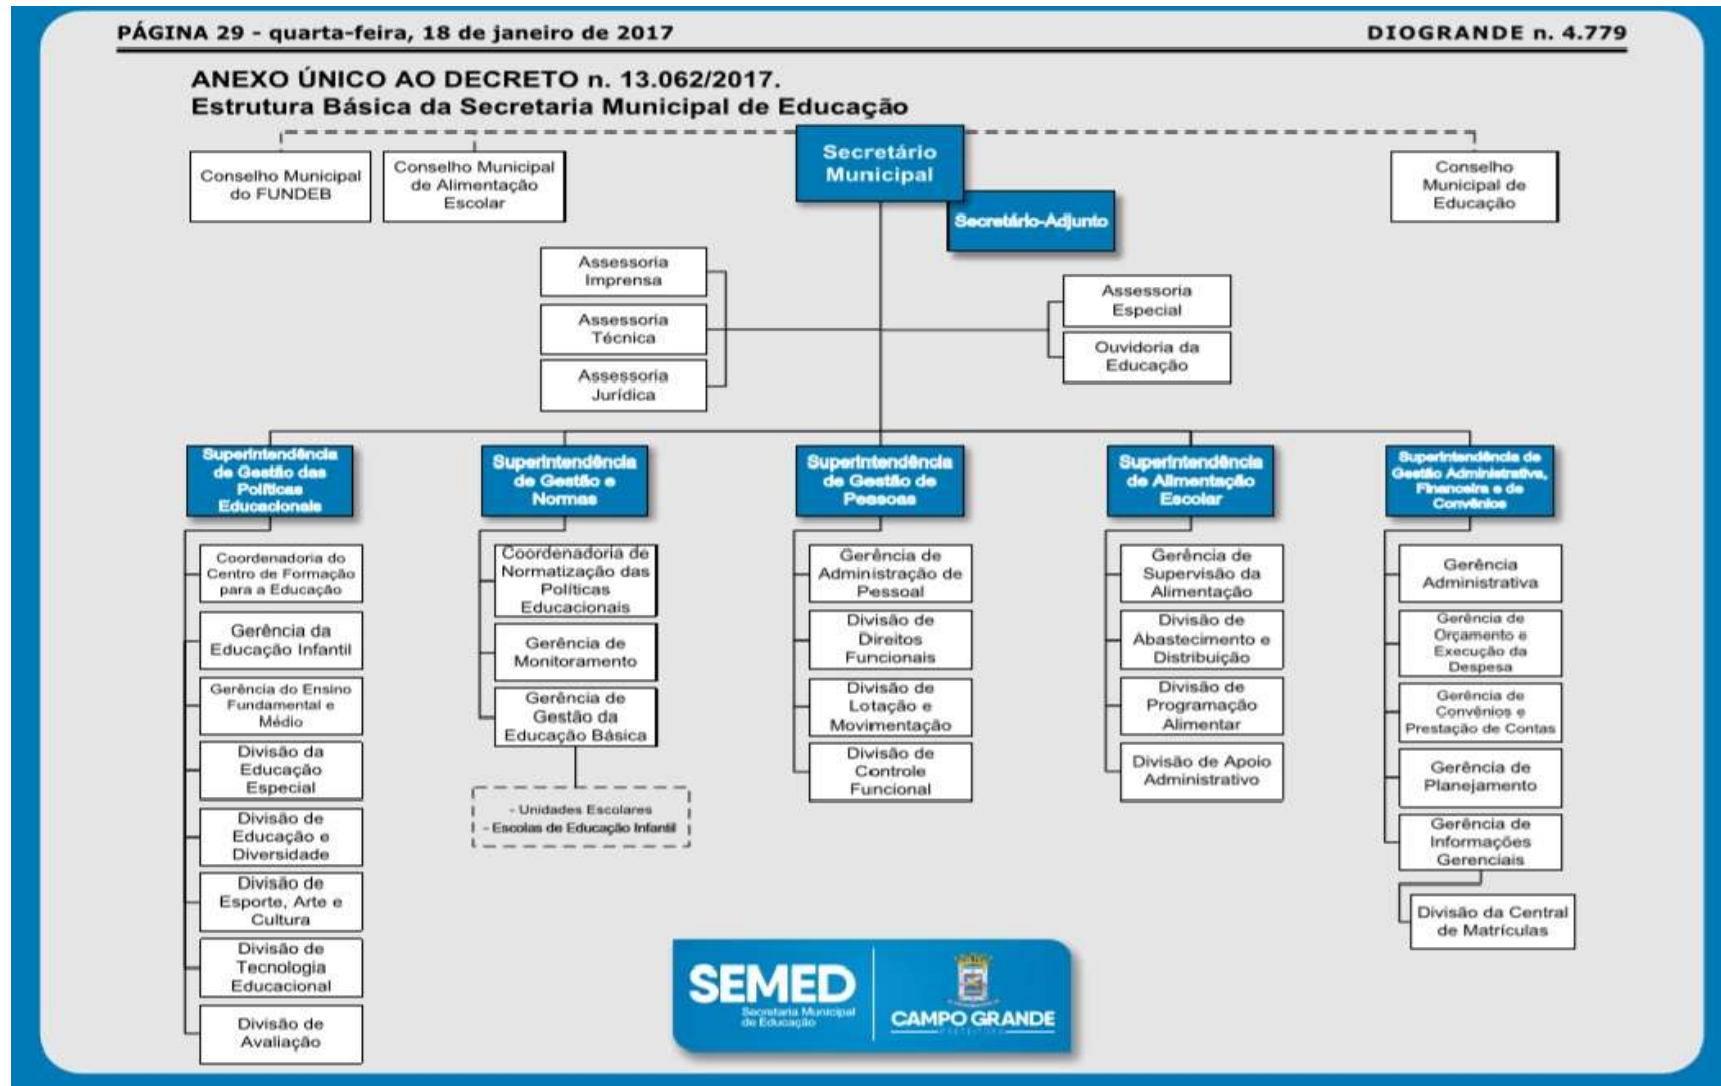 PÁGINA 29 - quarta-feira, 18 de janeiro de 2017
DIOGRANDE n. 4.779
ANEXO ÚNICO AO DECRETO n. 13.062/2017.
Estrutura Básica da Secretaria Municipal de Educação
Conselho Municipal
do FUNDEB
Conselho Municipal
de Alimentação
Escolar
Secretário
Municipal
Secretário-Adjunto
Conselho
Municipal de
Educação
Assessoria
Imprensa
Assessoria
Técnica
Assessoria
Jurídica
Assessoria
Especial
Ouvidoria da
Educação
Superintendência
de Gestão das
Políticas
Educacionais
Coordenadoria do
Centro de Formação
para a Educação
Gerência da
Educação Infantil
Gerência do Ensino
Fundamental e
Médio
Divisão da
Educação
Especial
Divisão de
Educação e
Diversidade
Divisão de
Esporte, Arte e
Cultura
Divisão de
Tecnologia
Educacional
Divisão de
Avaliação
Superintendência
de Gestão e
Normas
Coordenadoria de
Normatização das
Políticas
Educacionais
Gerência de
Monitoramento
Gerência de
Gestão da
Educação Básica
- Unidades Escolares
- Escolas de Educação Infantil
Superintendência
de Gestão de
Pessoas
Gerência de
Administração de
Pessoal
Divisão de
Direitos
Funcionais
Divisão de
Lotação e
Movimentação
Divisão de
Controle
Funcional
Superintendência
de Alimentação
Escolar
Gerência de
Supervisão da
Alimentação
Divisão de
Abastecimento e
Distribuição
Divisão de
Programação
Alimentar
Divisão de Apoio
Administrativo
Superintendência de
Gestão Administrativa,
Financeira e de
Convênios
Gerência
Administrativa
Gerência de
Orçamento e
Execução da
Despesa
Gerência de
Convênios e
Prestação de Contas
Gerência de
Planejamento
Gerência de
Informações
Gerenciais
Divisão da Central
de Matrículas
SEMED
Secretaria Municipal
de Educação
CAMPO GRANDE
PREFEITURA